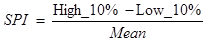 SPI = High_10% − Low_10% / Mean